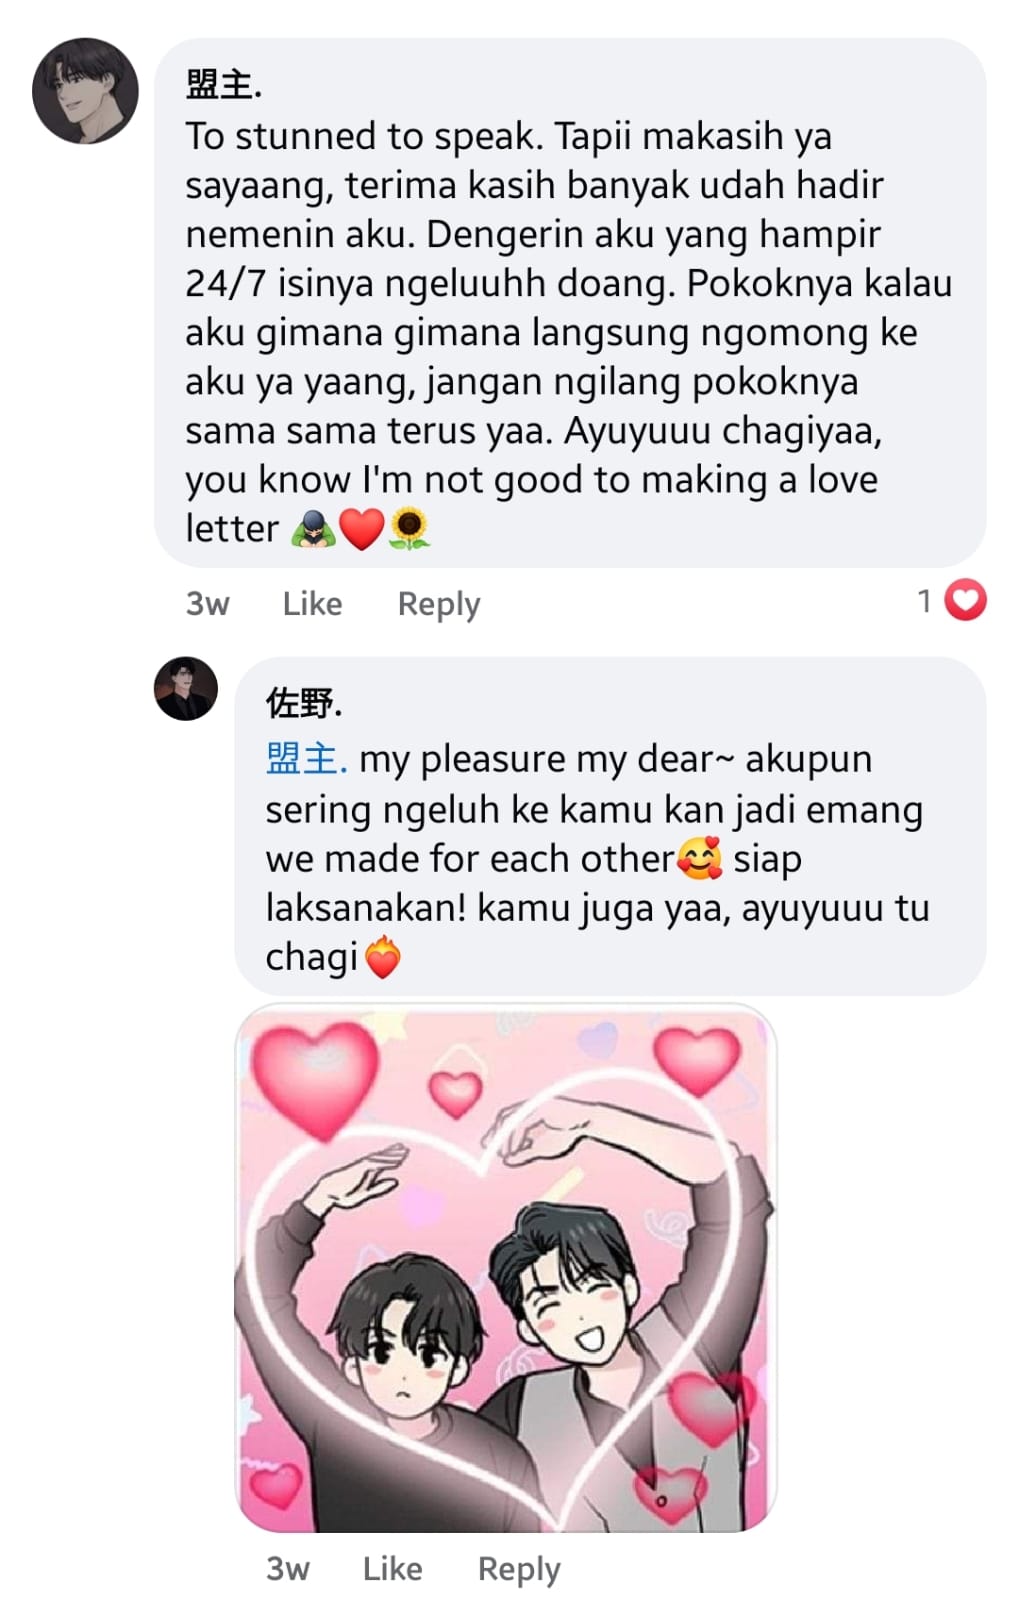 盟主.
To stunned to speak. Tapii makasih ya
sayaang, terima kasih banyak udah hadir
nemenin aku. Dengerin aku yang hampir
24/7 isinya ngeluuhh doang. Pokoknya kalau
aku gimana gimana langsung ngomong ke
aku ya yaang, jangan ngilang pokoknya
sama sama terus yaa. Ayuyuuu chagiyaa,
you know I'm not good to making a love
letter 🙇🏻‍♂️❤️🌻
3w Like Reply 1
佐野.
盟主. my pleasure my dear~ akupun
sering ngeluh ke kamu kan jadi emang
we made for each other🥰 siap
laksanakan! kamu juga yaa, ayuyuuu tu
chagi❤️‍🔥
3w Like Reply